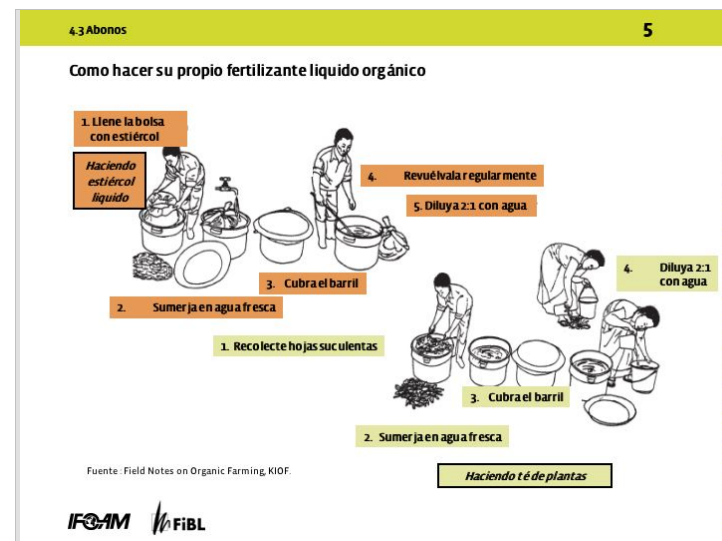 4.3 Abonos
5
Como hacer su propio fertilizante liquido orgánico
1. Llene la bolsa
con estiércol
Haciendo
estiércol
liquido
4. Revuélvala regularmente
5. Diluya 2:1 con agua
3. Cubra el barril
2. Sumerja en agua fresca
4. Diluya 2:1
con agua
1. Recolecte hojas suculentas
3. Cubra el barril
2. Sumerja en agua fresca
Fuente : Field Notes on Organic Farming, KIOF.
Haciendo té de plantas
IFOAM
FiBL